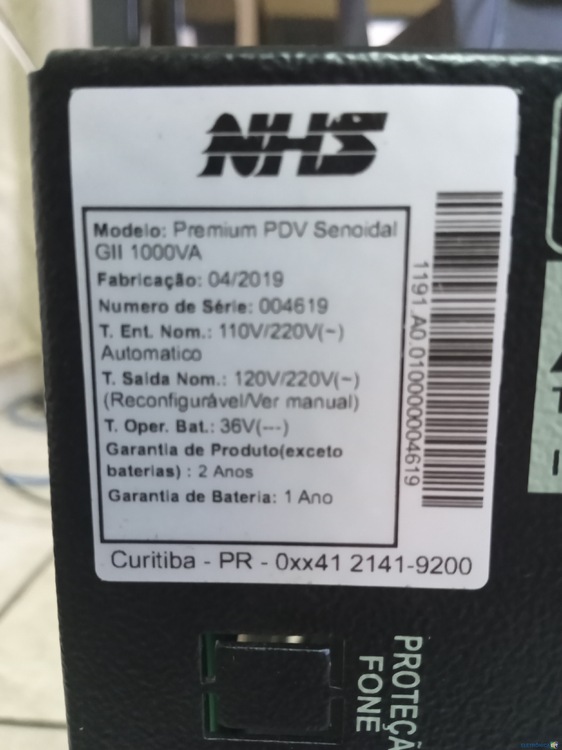 NHS
Modelo: Premium PDV Senoidal
GII 1000VA
Fabricação: 04/2019
Numero de Série: 004619
T. Ent. Nom.: 110V/220V(~)
Automatico
T. Saida Nom.: 120V/220V(~)
(Reconfigurável/Ver manual)
T. Oper. Bat.: 36V(---)
Garantia de Produto(exceto
baterias) : 2 Anos
Garantia de Bateria: 1 Ano
1191.A0.010000004619
Curitiba - PR - 0xx41 2141-9200
PROTEÇÃ
FONE